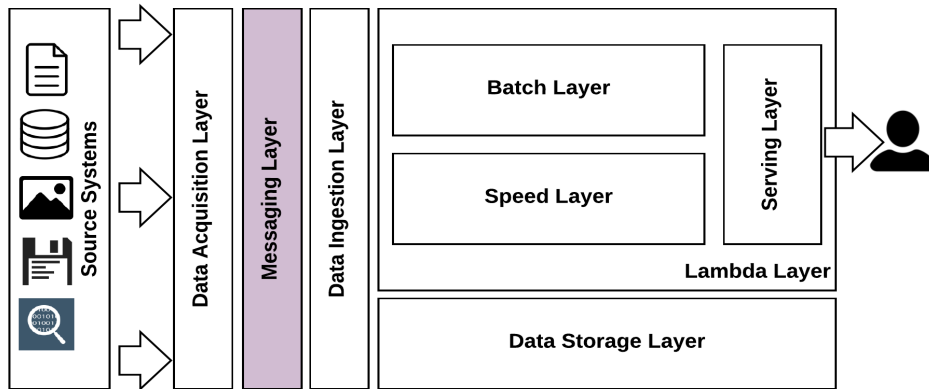 Source Systems
Data Acquisition Layer
Messaging Layer
Data Ingestion Layer
Batch Layer
Speed Layer
Serving Layer
Lambda Layer
Data Storage Layer